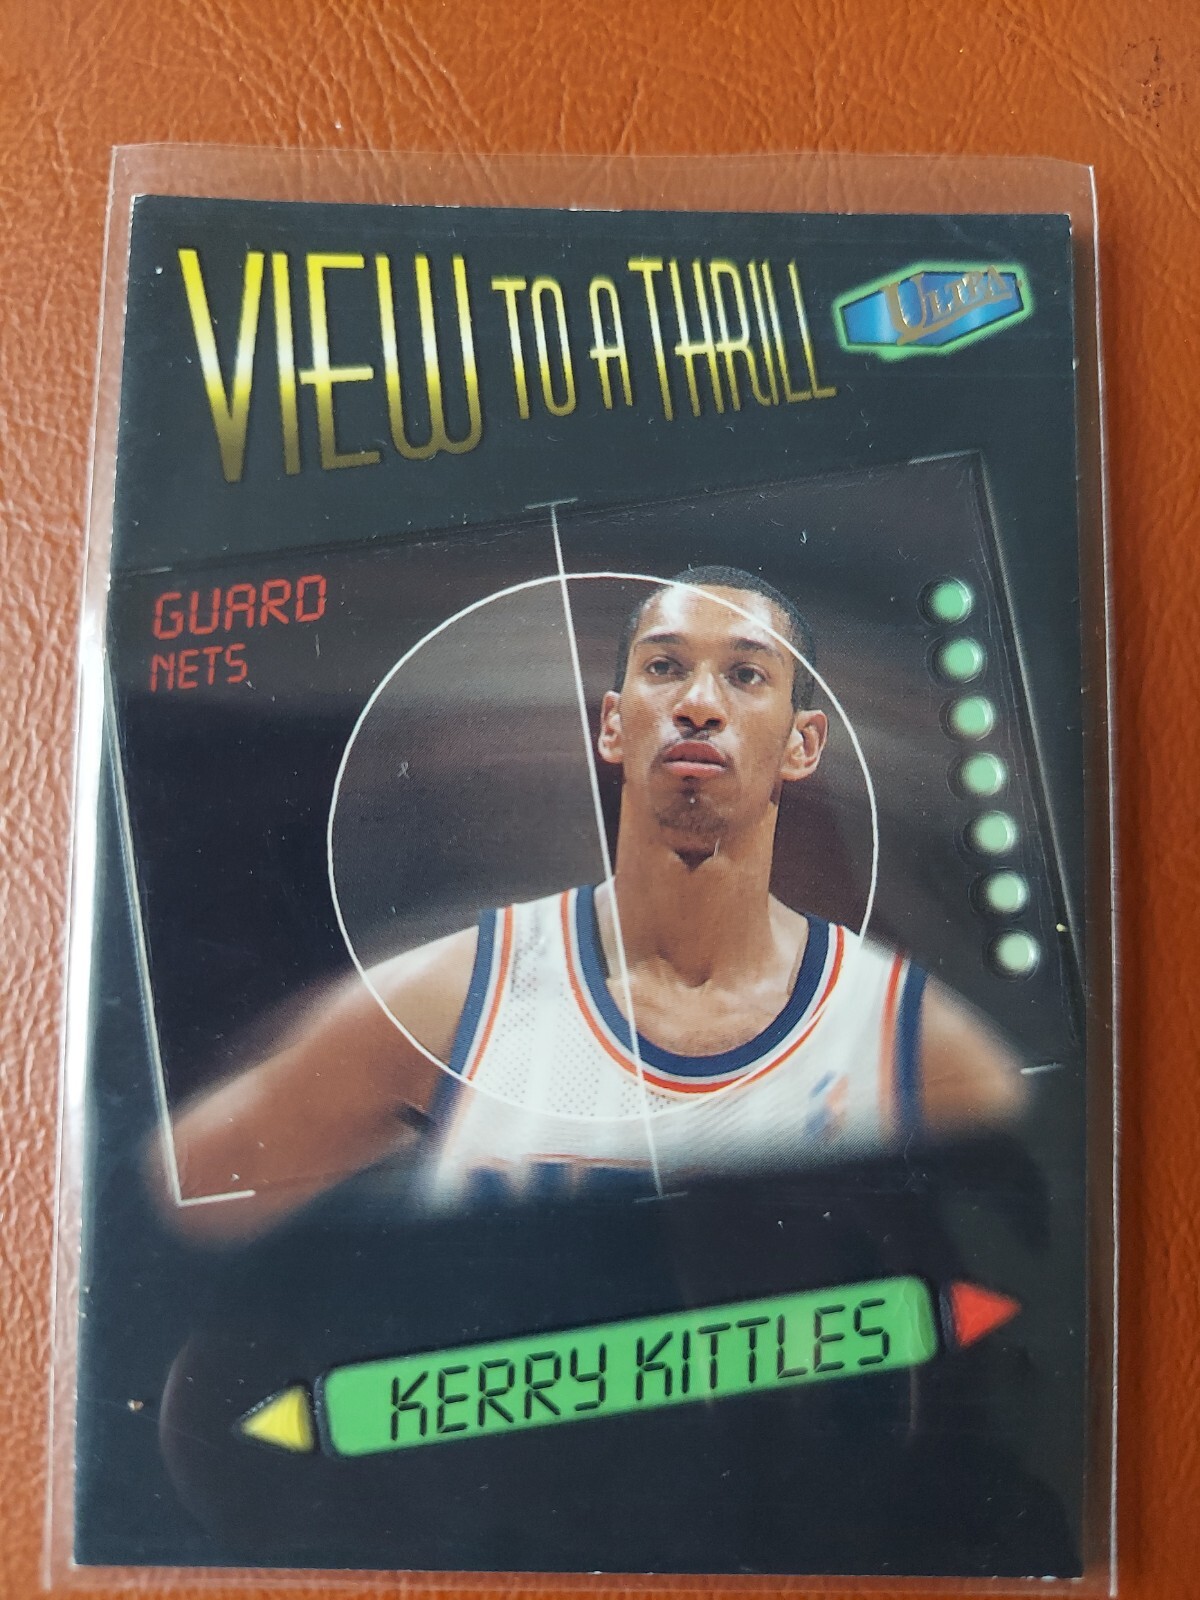 VIEW TO A THRILL
ULTRA
GUARD
NETS
KERRY KITTLES